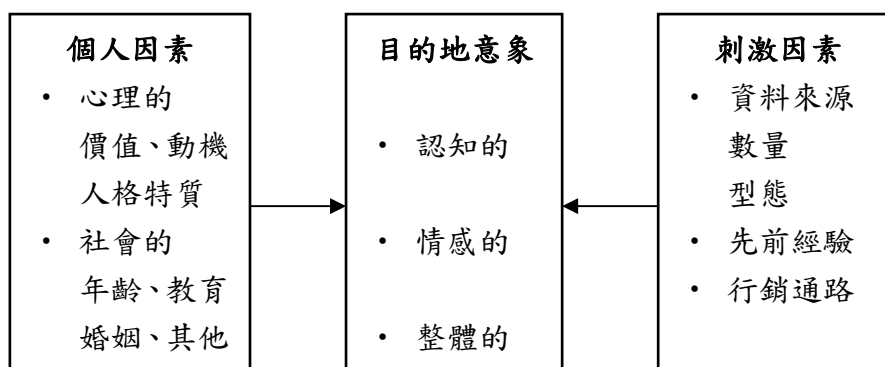 個人因素
• 心理的
價值、動機
人格特質
• 社會的
年齡、教育
婚姻、其他
目的地意象
• 認知的
• 情感的
• 整體的
刺激因素
• 資料來源
數量
型態
• 先前經驗
• 行銷通路